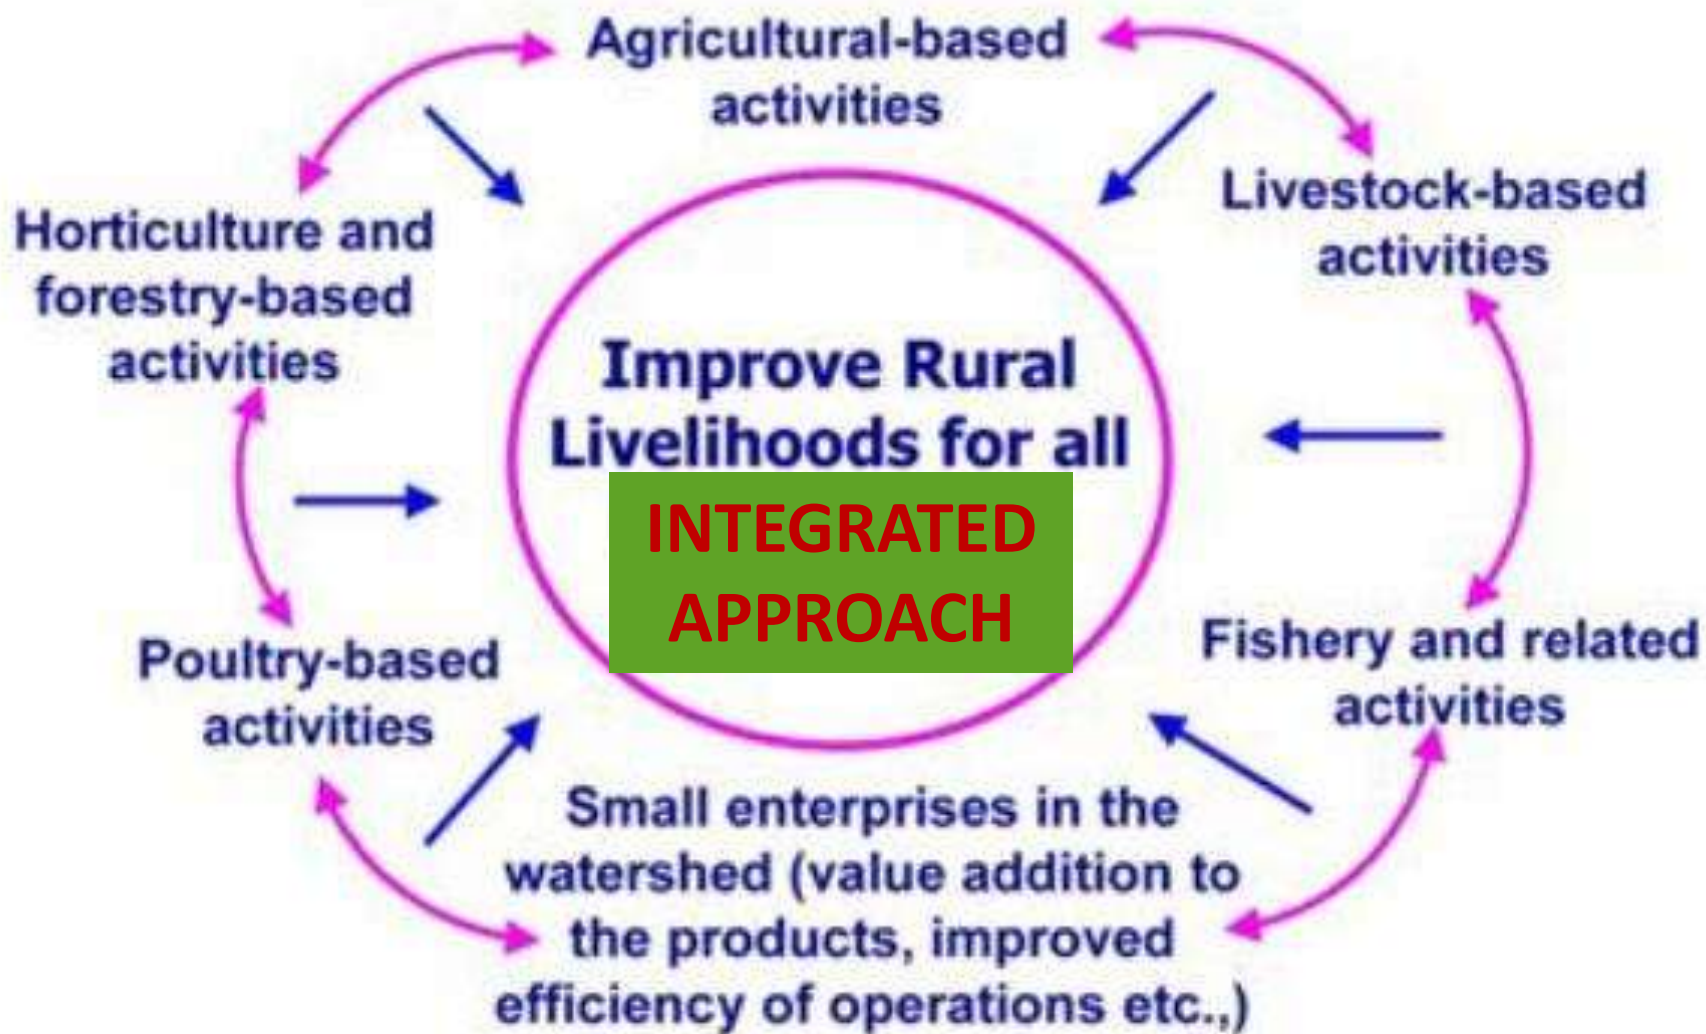 Agricultural-based
activities
Livestock-based
activities
Horticulture and
forestry-based
activities
Improve Rural
Livelihoods for all
INTEGRATED
APPROACH
Fishery and related
activities
Poultry-based
activities
Small enterprises in the
watershed (value addition to
the products, improved
efficiency of operations etc.,)